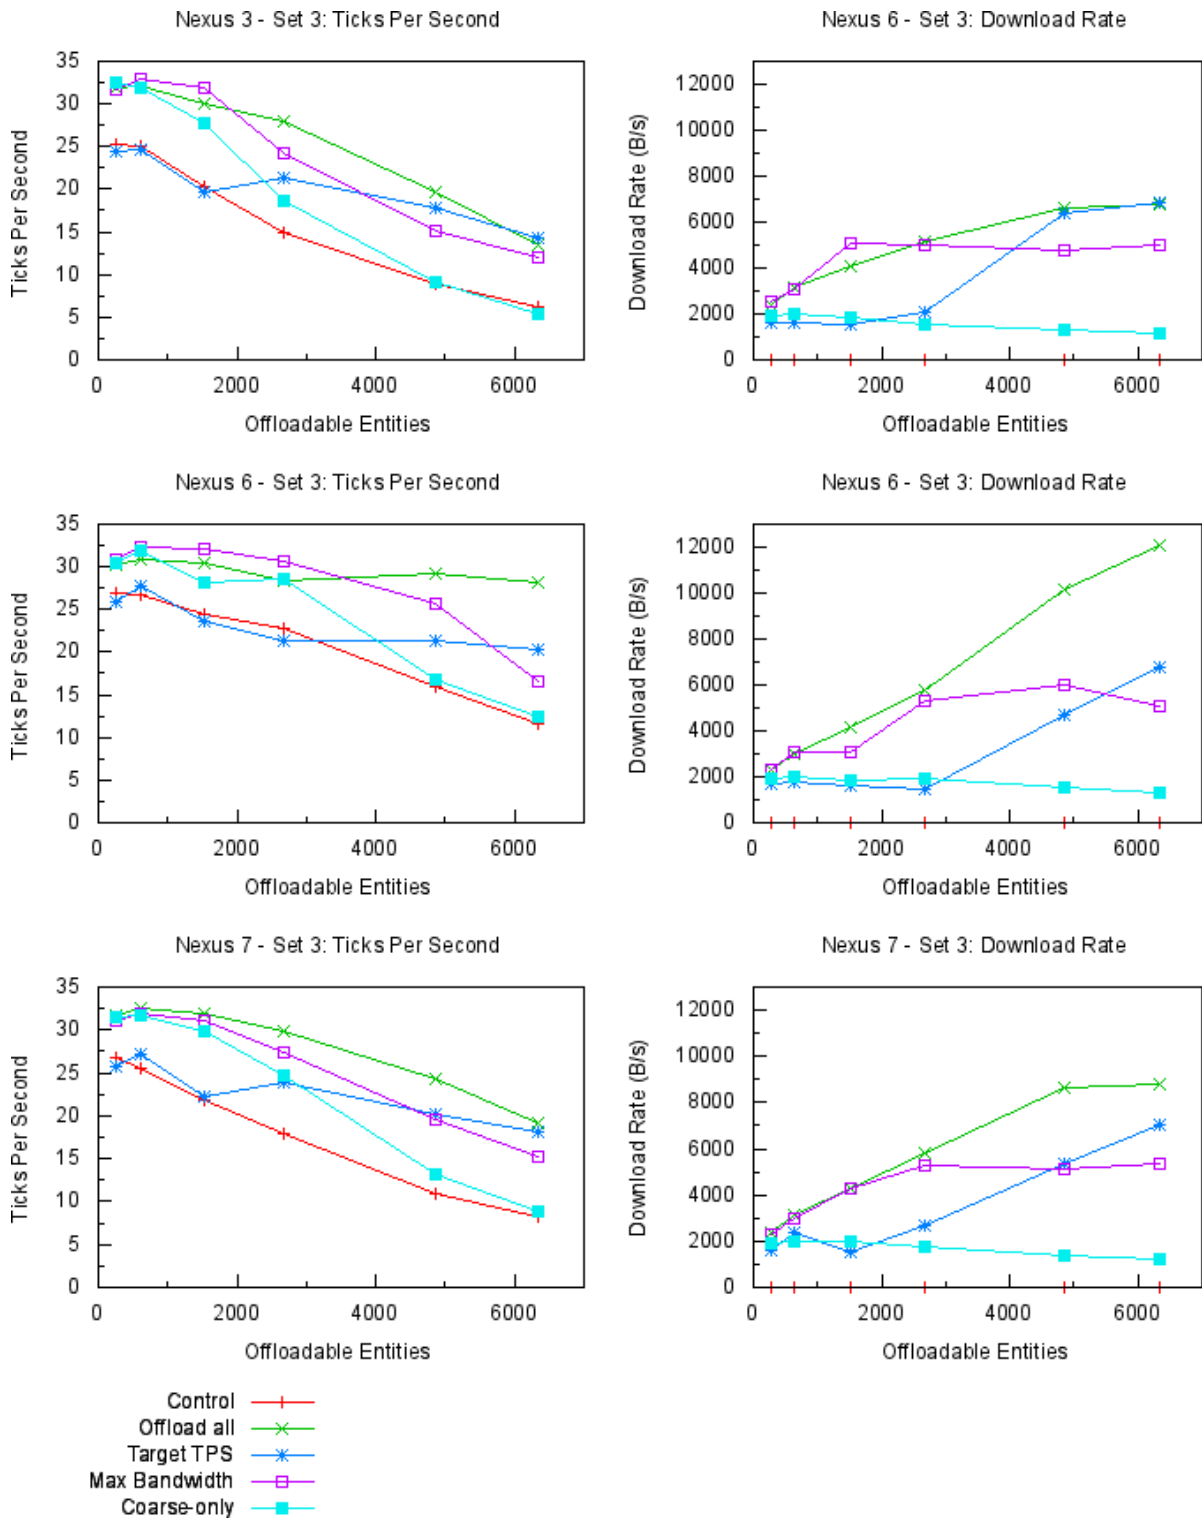 Nexus 3 - Set 3: Ticks Per Second
Ticks Per Second
35
30
25
20
15
10
5
0
0 2000 4000 6000
Offloadable Entities
Nexus 6 - Set 3: Download Rate
Download Rate (B/s)
12000
10000
8000
6000
4000
2000
0
0 2000 4000 6000
Offloadable Entities
Nexus 6 - Set 3: Ticks Per Second
Ticks Per Second
35
30
25
20
15
10
5
0
0 2000 4000 6000
Offloadable Entities
Nexus 6 - Set 3: Download Rate
Download Rate (B/s)
12000
10000
8000
6000
4000
2000
0
0 2000 4000 6000
Offloadable Entities
Nexus 7 - Set 3: Ticks Per Second
Ticks Per Second
35
30
25
20
15
10
5
0
0 2000 4000 6000
Offloadable Entities
Nexus 7 - Set 3: Download Rate
Download Rate (B/s)
12000
10000
8000
6000
4000
2000
0
0 2000 4000 6000
Offloadable Entities
Control
Offload all
Target TPS
Max Bandwidth
Coarse-only